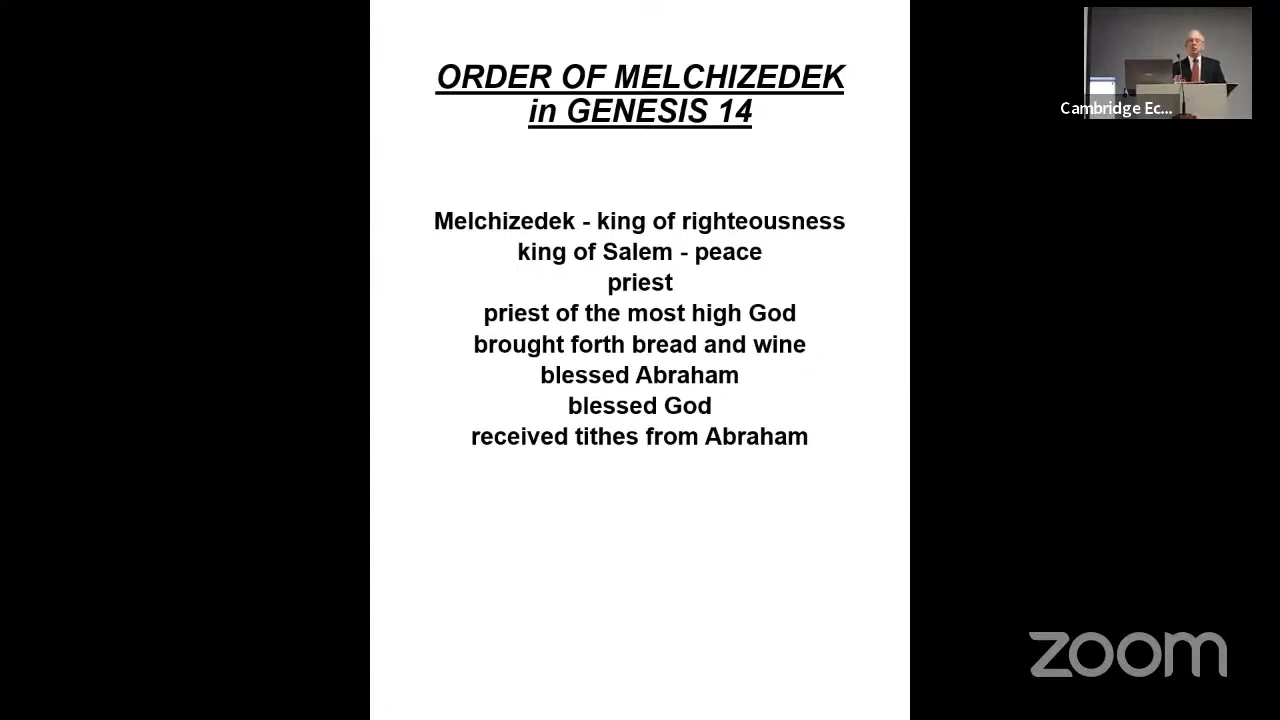 ORDER OF MELCHIZEDEK
in GENESIS 14
Melchizedek - king of righteousness
king of Salem - peace
priest
priest of the most high God
brought forth bread and wine
blessed Abraham
blessed God
received tithes from Abraham
Cambridge Ec...
zoom